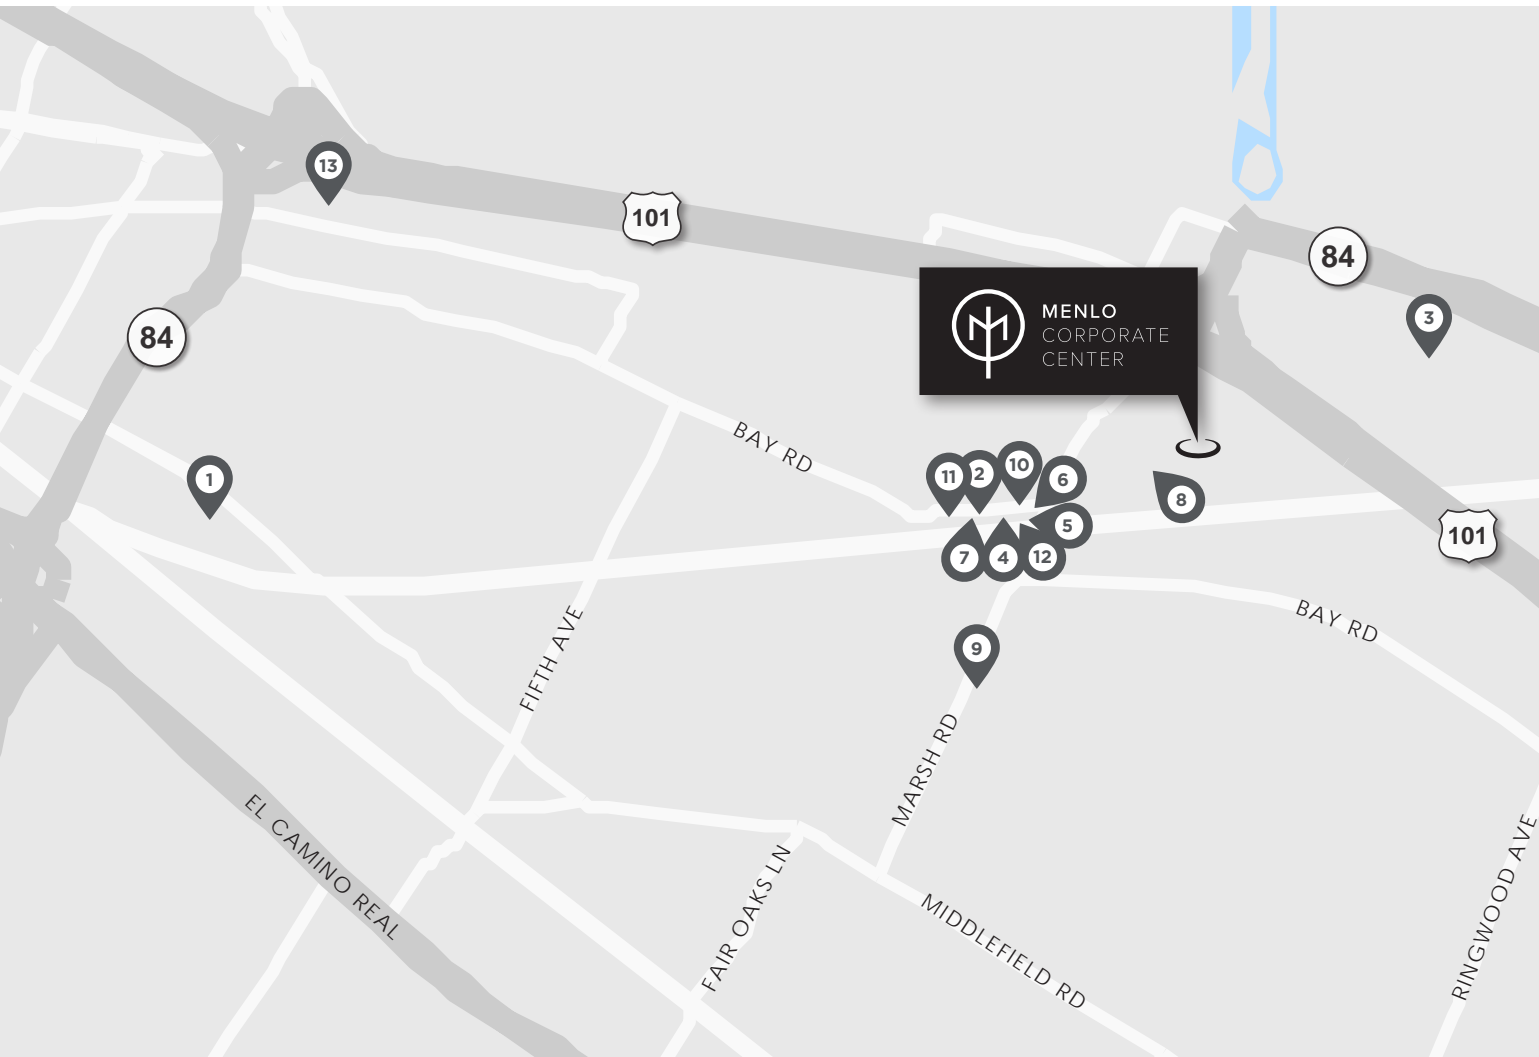 13
101
84
84
3
MENLO
CORPORATE
CENTER
BAY RD
1
11
2
10
6
8
5
101
7
4
12
BAY RD
9
FIFTH AVE
MARSH RD
EL CAMINO REAL
FAIR OAKS LN
MIDDLEFIELD RD
RINGWOOD AVE